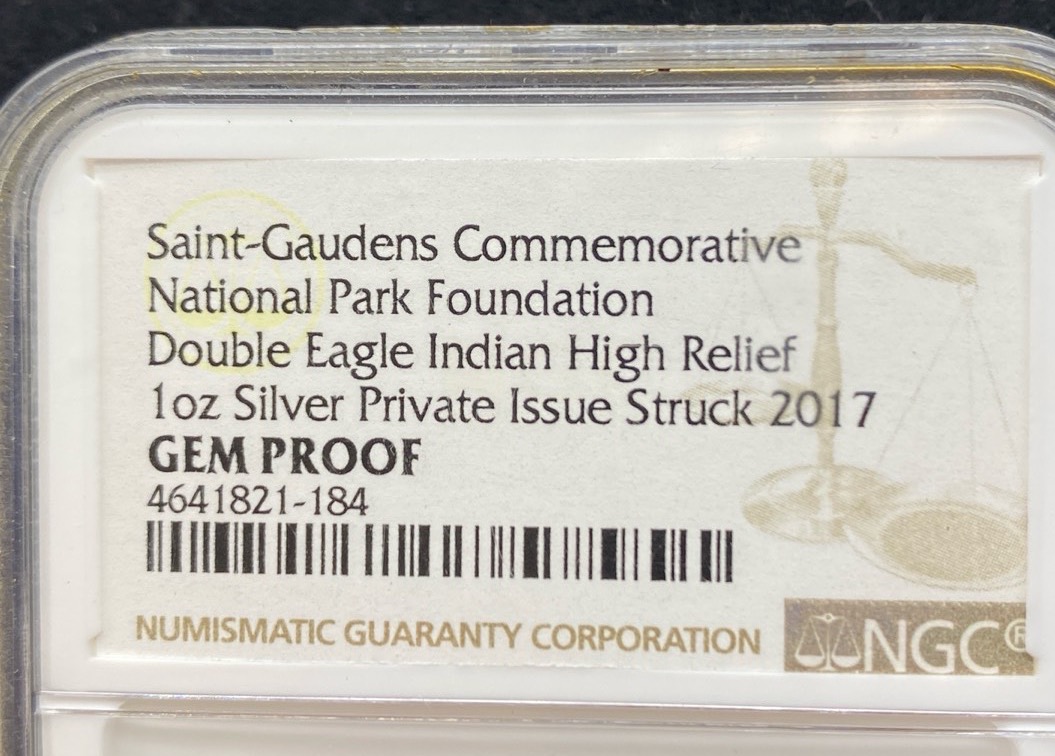 Saint-Gaudens Commemorative
National Park Foundation
Double Eagle Indian High Relief
1oz Silver Private Issue Struck 2017
GEM PROOF
4641821-184
NUMISMATIC GUARANTY CORPORATION
NGC®